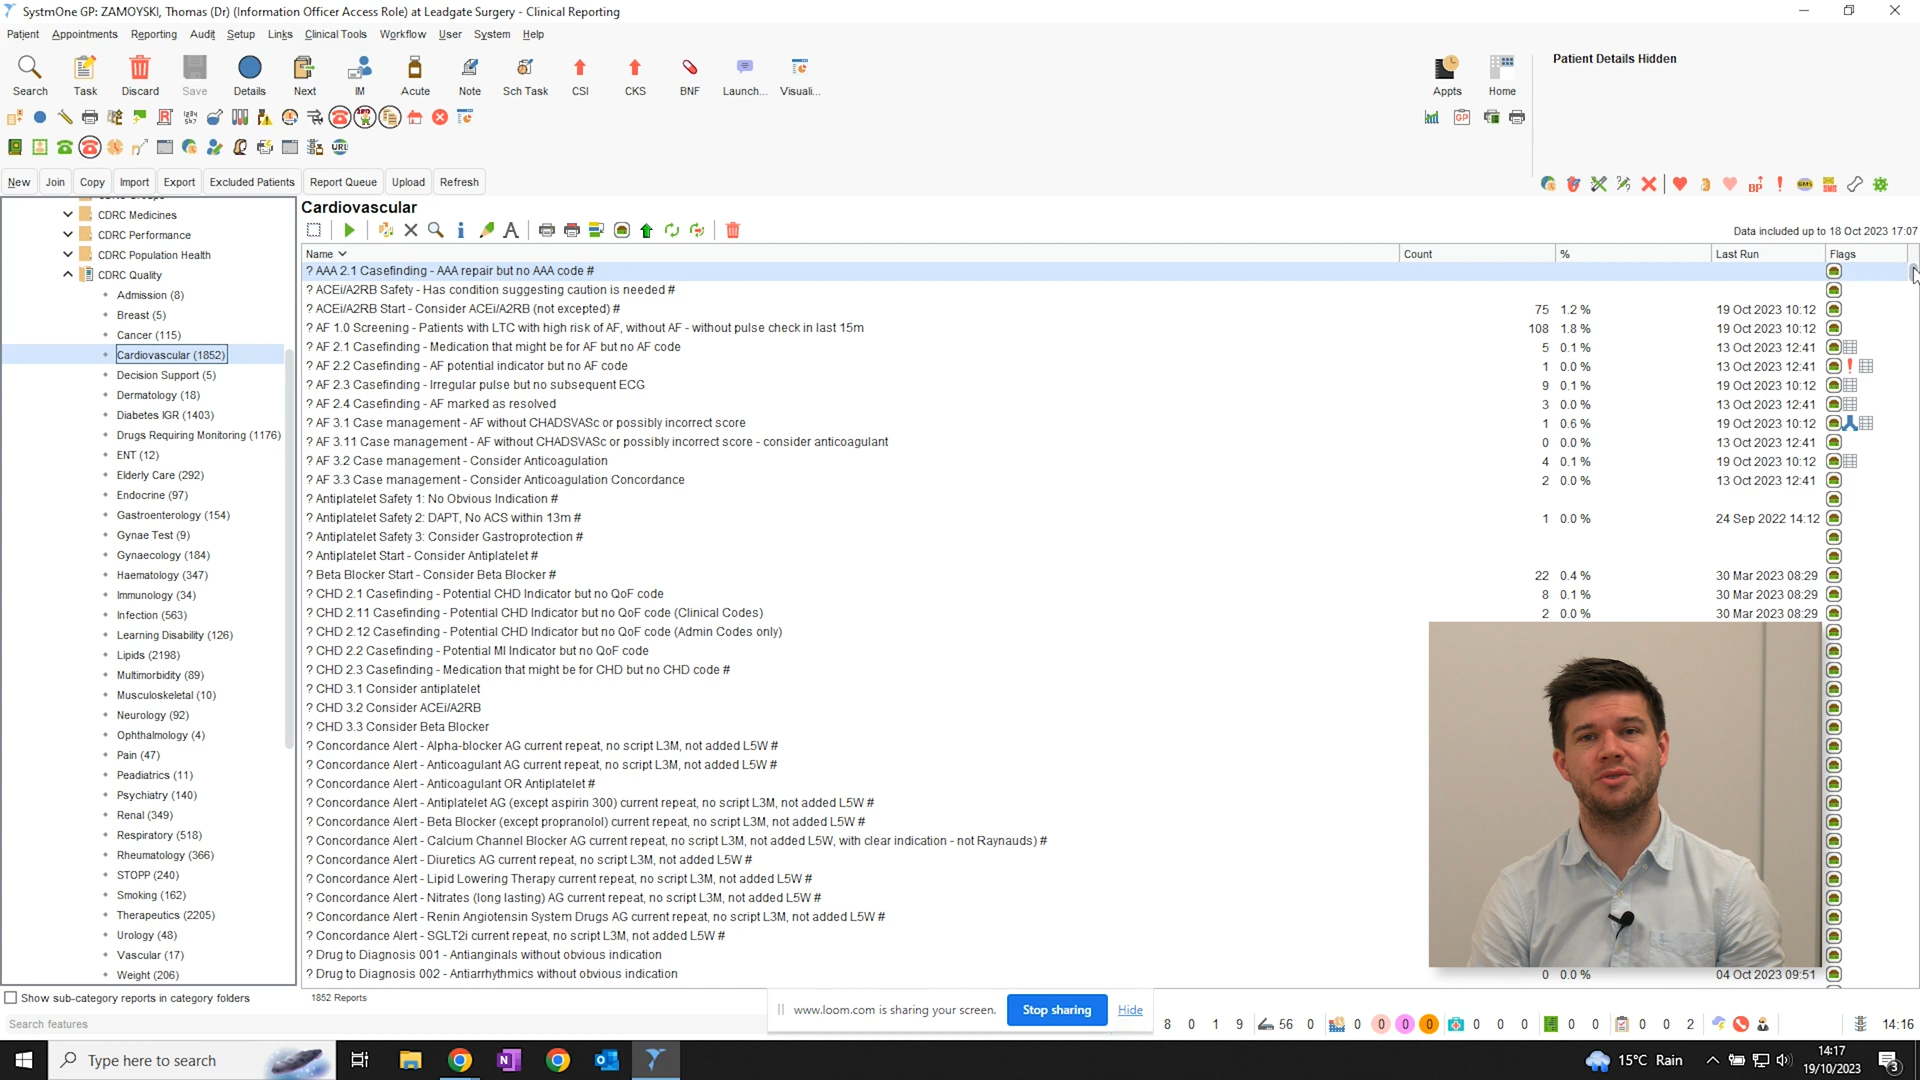 SystmOne GP: ZAMOYSKI, Thomas (Dr) (Information Officer Access Role) at Leadgate Surgery - Clinical Reporting
Patient Appointments Reporting Audit Setup Links Clinical Tools Workflow User System Help
Search Task Discard Save Details Next IM Acute Note Sch Task CSI CKS BNF Launch... Visuali... Appts Home
Patient Details Hidden
New Join Copy Import Export Excluded Patients Report Queue Upload Refresh
CDRC Medicines
CDRC Performance
CDRC Population Health
CDRC Quality
Admission (8)
Breast (5)
Cancer (115)
Cardiovascular (1852)
Decision Support (5)
Dermatology (18)
Diabetes IGR (1403)
Drugs Requiring Monitoring (1176)
ENT (12)
Elderly Care (292)
Endocrine (97)
Gastroenterology (154)
Gynae Test (9)
Gynaecology (184)
Haematology (347)
Immunology (34)
Infection (563)
Learning Disability (126)
Lipids (2198)
Multimorbidity (89)
Musculoskeletal (10)
Neurology (92)
Ophthalmology (4)
Pain (47)
Peadiatrics (11)
Psychiatry (140)
Renal (349)
Respiratory (518)
Rheumatology (366)
STOPP (240)
Smoking (162)
Therapeutics (2205)
Urology (48)
Vascular (17)
Weight (206)
Show sub-category reports in category folders
Cardiovascular
Data included up to 18 Oct 2023 17:07
Name Count % Last Run Flags
? AAA 2.1 Casefinding - AAA repair but no AAA code #
? ACEi/A2RB Safety - Has condition suggesting caution is needed #
? ACEi/A2RB Start - Consider ACEi/A2RB (not excepted) # 75 1.2 % 19 Oct 2023 10:12
? AF 1.0 Screening - Patients with LTC with high risk of AF, without AF - without pulse check in last 15m 108 1.8 % 19 Oct 2023 10:12
? AF 2.1 Casefinding - Medication that might be for AF but no AF code 5 0.1 % 13 Oct 2023 12:41
? AF 2.2 Casefinding - AF potential indicator but no AF code 1 0.0 % 13 Oct 2023 12:41
? AF 2.3 Casefinding - Irregular pulse but no subsequent ECG 9 0.1 % 19 Oct 2023 10:12
? AF 2.4 Casefinding - AF marked as resolved 3 0.0 % 13 Oct 2023 12:41
? AF 3.1 Case management - AF without CHADSVASc or possibly incorrect score 1 0.6 % 19 Oct 2023 10:12
? AF 3.11 Case management - AF without CHADSVASc or possibly incorrect score - consider anticoagulant 0 0.0 % 13 Oct 2023 12:41
? AF 3.2 Case management - Consider Anticoagulation 4 0.1 % 19 Oct 2023 10:12
? AF 3.3 Case management - Consider Anticoagulation Concordance 2 0.0 % 13 Oct 2023 12:41
? Antiplatelet Safety 1: No Obvious Indication #
? Antiplatelet Safety 2: DAPT, No ACS within 13m # 1 0.0 % 24 Sep 2022 14:12
? Antiplatelet Safety 3: Consider Gastroprotection #
? Antiplatelet Start - Consider Antiplatelet #
? Beta Blocker Start - Consider Beta Blocker # 22 0.4 % 30 Mar 2023 08:29
? CHD 2.1 Casefinding - Potential CHD Indicator but no QoF code 8 0.1 % 30 Mar 2023 08:29
? CHD 2.11 Casefinding - Potential CHD Indicator but no QoF code (Clinical Codes) 2 0.0 % 30 Mar 2023 08:29
? CHD 2.12 Casefinding - Potential CHD Indicator but no QoF code (Admin Codes only)
? CHD 2.2 Casefinding - Potential MI Indicator but no QoF code
? CHD 2.3 Casefinding - Medication that might be for CHD but no CHD code #
? CHD 3.1 Consider antiplatelet
? CHD 3.2 Consider ACEi/A2RB
? CHD 3.3 Consider Beta Blocker
? Concordance Alert - Alpha-blocker AG current repeat, no script L3M, not added L5W #
? Concordance Alert - Anticoagulant AG current repeat, no script L3M, not added L5W #
? Concordance Alert - Anticoagulant OR Antiplatelet #
? Concordance Alert - Antiplatelet AG (except aspirin 300) current repeat, no script L3M, not added L5W #
? Concordance Alert - Beta Blocker (except propranolol) current repeat, no script L3M, not added L5W #
? Concordance Alert - Calcium Channel Blocker AG current repeat, no script L3M, not added L5W, with clear indication - not Raynauds) #
? Concordance Alert - Diuretics AG current repeat, no script L3M, not added L5W #
? Concordance Alert - Lipid Lowering Therapy current repeat, no script L3M, not added L5W #
? Concordance Alert - Nitrates (long lasting) AG current repeat, no script L3M, not added L5W #
? Concordance Alert - Renin Angiotensin System Drugs AG current repeat, no script L3M, not added L5W #
? Concordance Alert - SGLT2i current repeat, no script L3M, not added L5W #
? Drug to Diagnosis 001 - Antianginals without obvious indication
? Drug to Diagnosis 002 - Antiarrhythmics without obvious indication 0 0.0 % 04 Oct 2023 09:51
1852 Reports
www.loom.com is sharing your screen. Stop sharing Hide
Search features
8 0 1 9 56 0 0 0 0 0 0 0 0 0 0 0 0 2 14:16
Type here to search
15°C Rain
14:17
19/10/2023
3